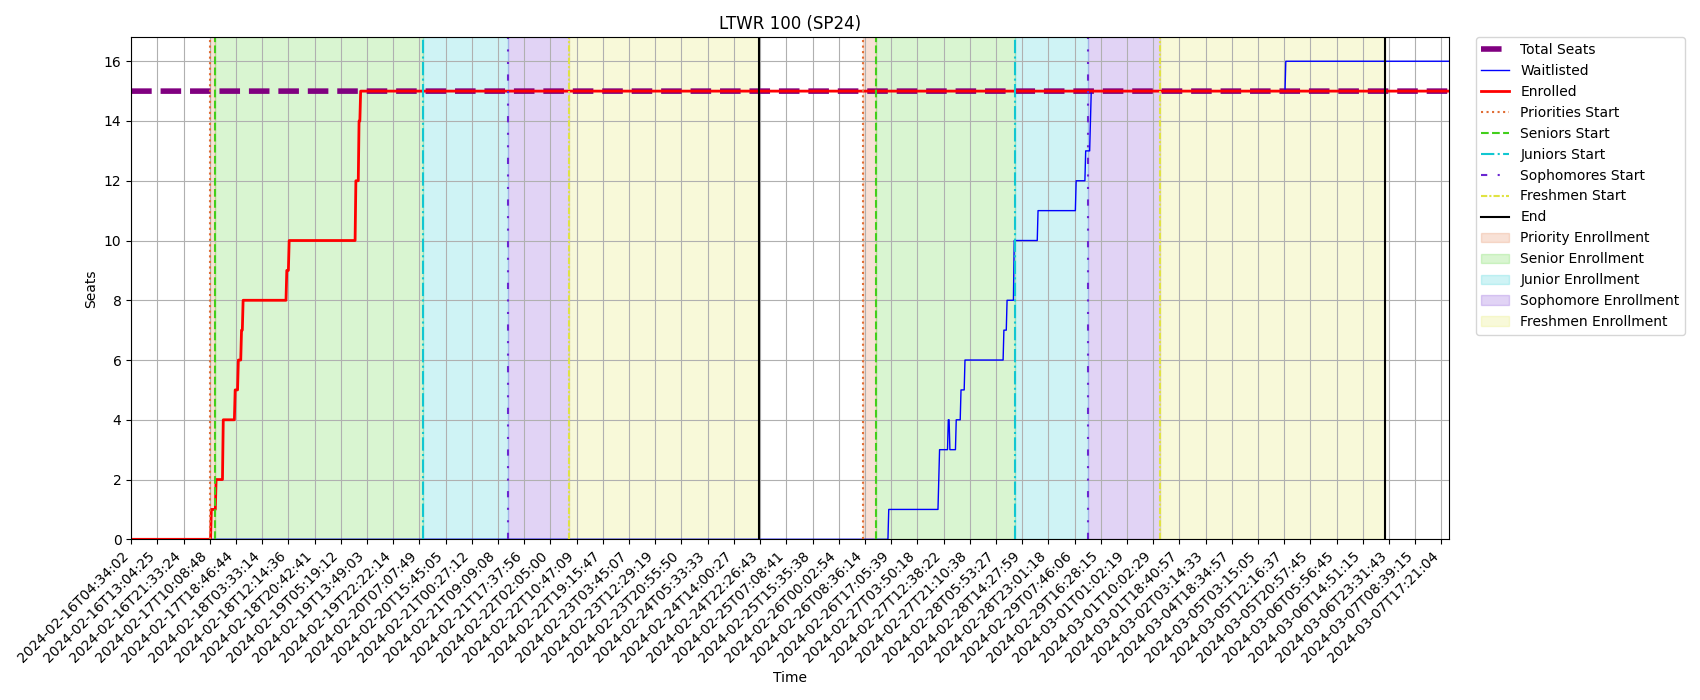 LTWR 100 (SP24)
Seats
16
14
12
10
8
6
4
2
0
2024-02-16T04:34:02
2024-02-16T13:04:25
2024-02-16T21:33:24
2024-02-17T10:08:48
2024-02-17T18:46:44
2024-02-18T03:33:14
2024-02-18T12:14:36
2024-02-18T20:42:41
2024-02-19T05:19:12
2024-02-19T13:49:03
2024-02-19T22:22:14
2024-02-20T07:07:49
2024-02-20T15:45:05
2024-02-21T00:27:12
2024-02-21T09:09:08
2024-02-21T17:37:56
2024-02-22T02:05:00
2024-02-22T10:47:09
2024-02-22T19:15:47
2024-02-23T03:45:07
2024-02-23T12:29:19
2024-02-23T20:55:50
2024-02-24T05:33:33
2024-02-24T14:00:27
2024-02-24T22:26:43
2024-02-25T07:08:41
2024-02-25T15:35:38
2024-02-26T00:02:54
2024-02-26T08:36:14
2024-02-26T17:05:39
2024-02-27T03:50:18
2024-02-27T12:38:22
2024-02-27T21:10:38
2024-02-28T05:53:27
2024-02-28T14:27:59
2024-02-28T23:01:18
2024-02-29T07:46:06
2024-02-29T16:28:15
2024-03-01T01:02:19
2024-03-01T10:02:29
2024-03-01T18:40:57
2024-03-02T03:14:33
2024-03-04T18:34:57
2024-03-05T03:15:05
2024-03-05T12:16:37
2024-03-05T20:57:45
2024-03-06T05:56:45
2024-03-06T14:51:15
2024-03-06T23:31:43
2024-03-07T08:39:15
2024-03-07T17:21:04
Time
Total Seats
Waitlisted
Enrolled
Priorities Start
Seniors Start
Juniors Start
Sophomores Start
Freshmen Start
End
Priority Enrollment
Senior Enrollment
Junior Enrollment
Sophomore Enrollment
Freshmen Enrollment